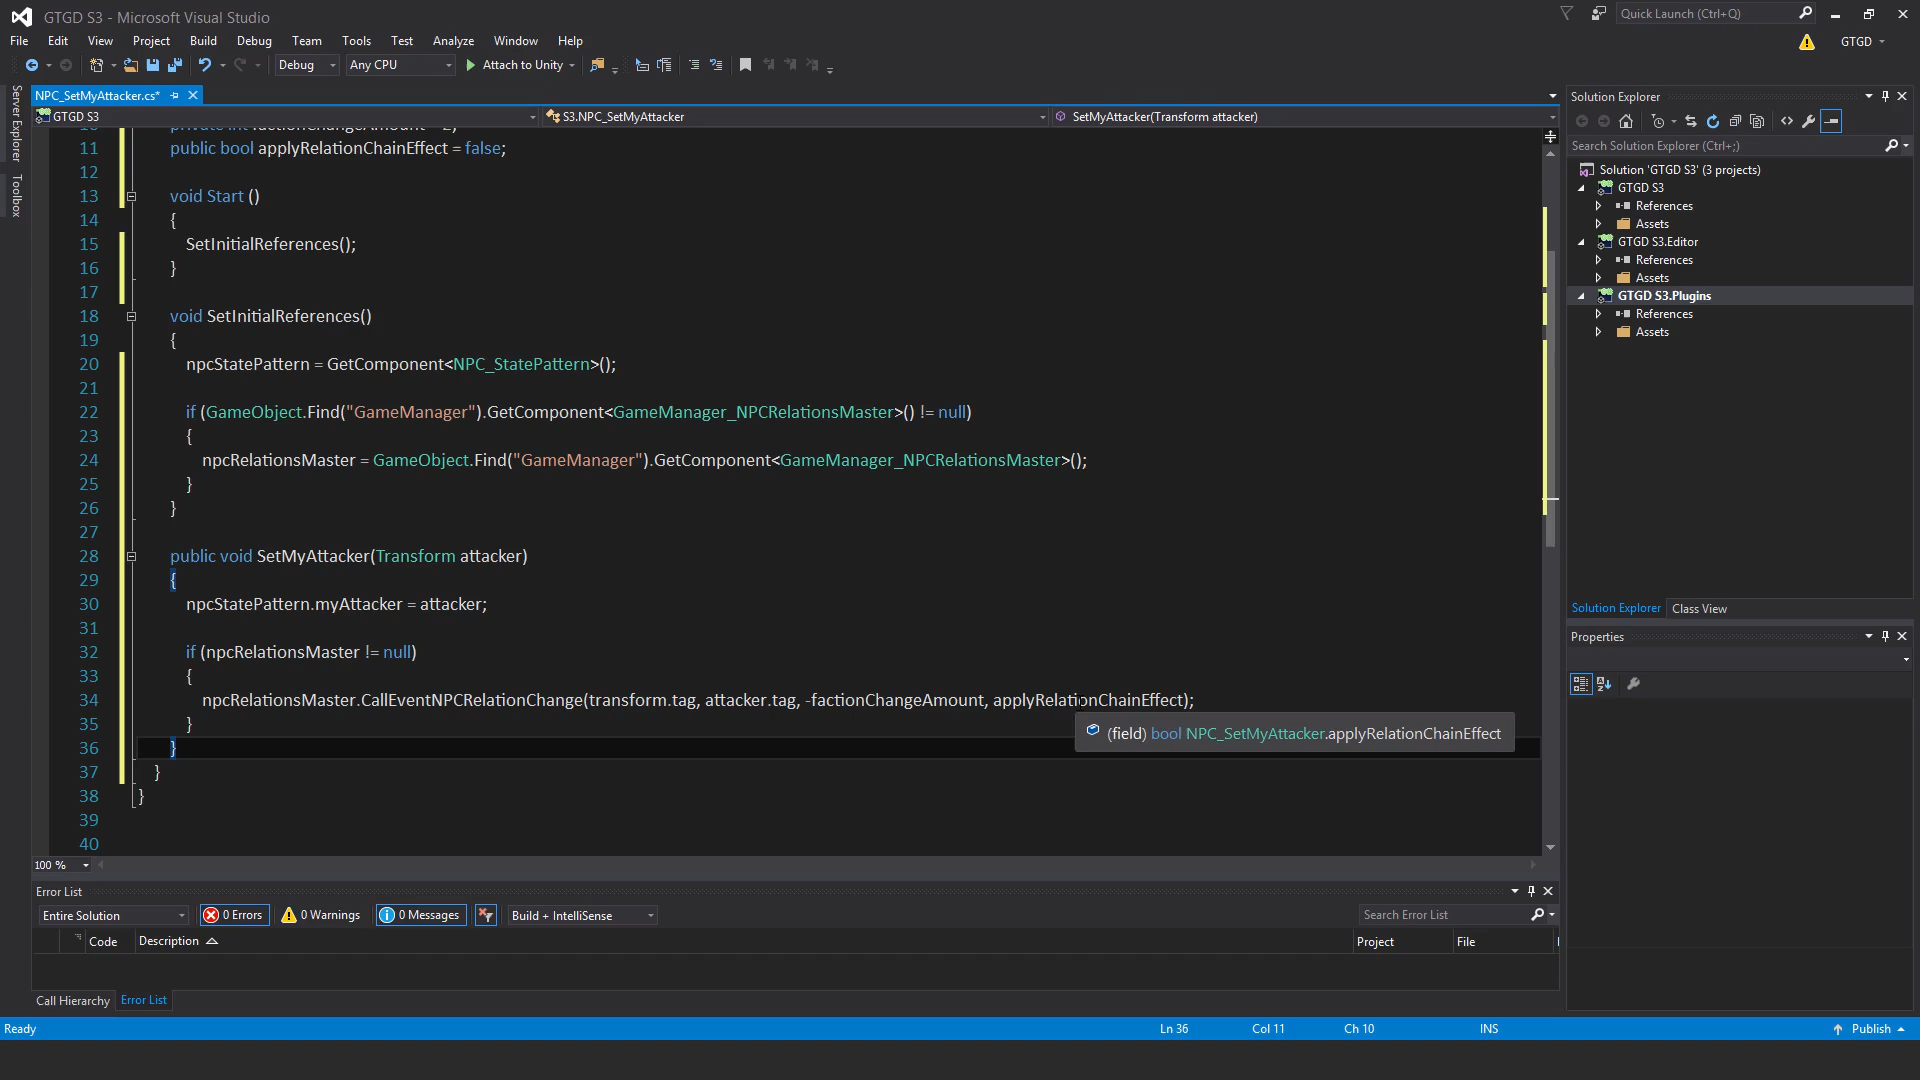 GTGD S3 - Microsoft Visual Studio
Quick Launch (Ctrl+Q)
File Edit View Project Build Debug Team Tools Test Analyze Window Help
GTGD
Debug Any CPU Attach to Unity
Server Explorer
Toolbox
NPC_SetMyAttacker.cs*
GTGD S3 S3.NPC_SetMyAttacker SetMyAttacker(Transform attacker)
10 private int factionChangeAmount = 2;
11 public bool applyRelationChainEffect = false;
12
13 void Start ()
14 {
15 SetInitialReferences();
16 }
17
18 void SetInitialReferences()
19 {
20 npcStatePattern = GetComponent<NPC_StatePattern>();
21
22 if (GameObject.Find("GameManager").GetComponent<GameManager_NPCRelationsMaster>() != null)
23 {
24 npcRelationsMaster = GameObject.Find("GameManager").GetComponent<GameManager_NPCRelationsMaster>();
25 }
26 }
27
28 public void SetMyAttacker(Transform attacker)
29 {
30 npcStatePattern.myAttacker = attacker;
31
32 if (npcRelationsMaster != null)
33 {
34 npcRelationsMaster.CallEventNPCRelationChange(transform.tag, attacker.tag, -factionChangeAmount, applyRelationChainEffect);
35 }
(field) bool NPC_SetMyAttacker.applyRelationChainEffect
36 }
37 }
38 }
39
40
100 %
Solution Explorer
Search Solution Explorer (Ctrl+;)
Solution 'GTGD S3' (3 projects)
GTGD S3
References
Assets
GTGD S3.Editor
References
Assets
GTGD S3.Plugins
References
Assets
Solution Explorer Class View
Properties
Error List
Entire Solution 0 Errors 0 Warnings 0 Messages Build + IntelliSense Search Error List
Code Description Project File
Call Hierarchy Error List
Ready Ln 36 Col 11 Ch 10 INS Publish